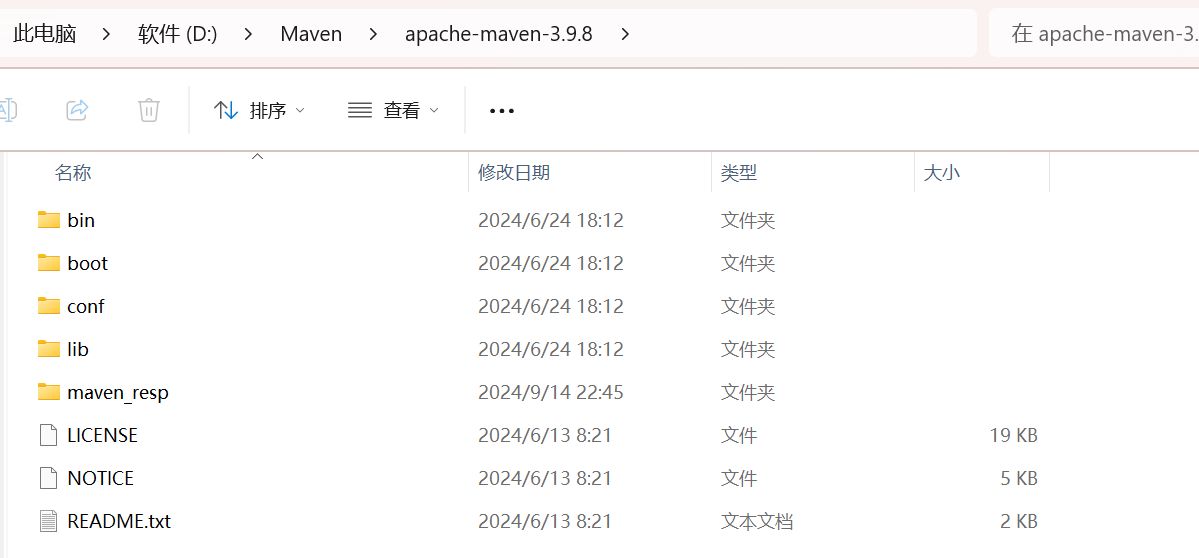 此电脑 > 软件 (D:) > Maven > apache-maven-3.9.8 >
在 apache-maven-3.
排序 查看 •••
名称 修改日期 类型 大小
bin 2024/6/24 18:12 文件夹
boot 2024/6/24 18:12 文件夹
conf 2024/6/24 18:12 文件夹
lib 2024/6/24 18:12 文件夹
maven_resp 2024/9/14 22:45 文件夹
LICENSE 2024/6/13 8:21 文件 19 KB
NOTICE 2024/6/13 8:21 文件 5 KB
README.txt 2024/6/13 8:21 文本文档 2 KB